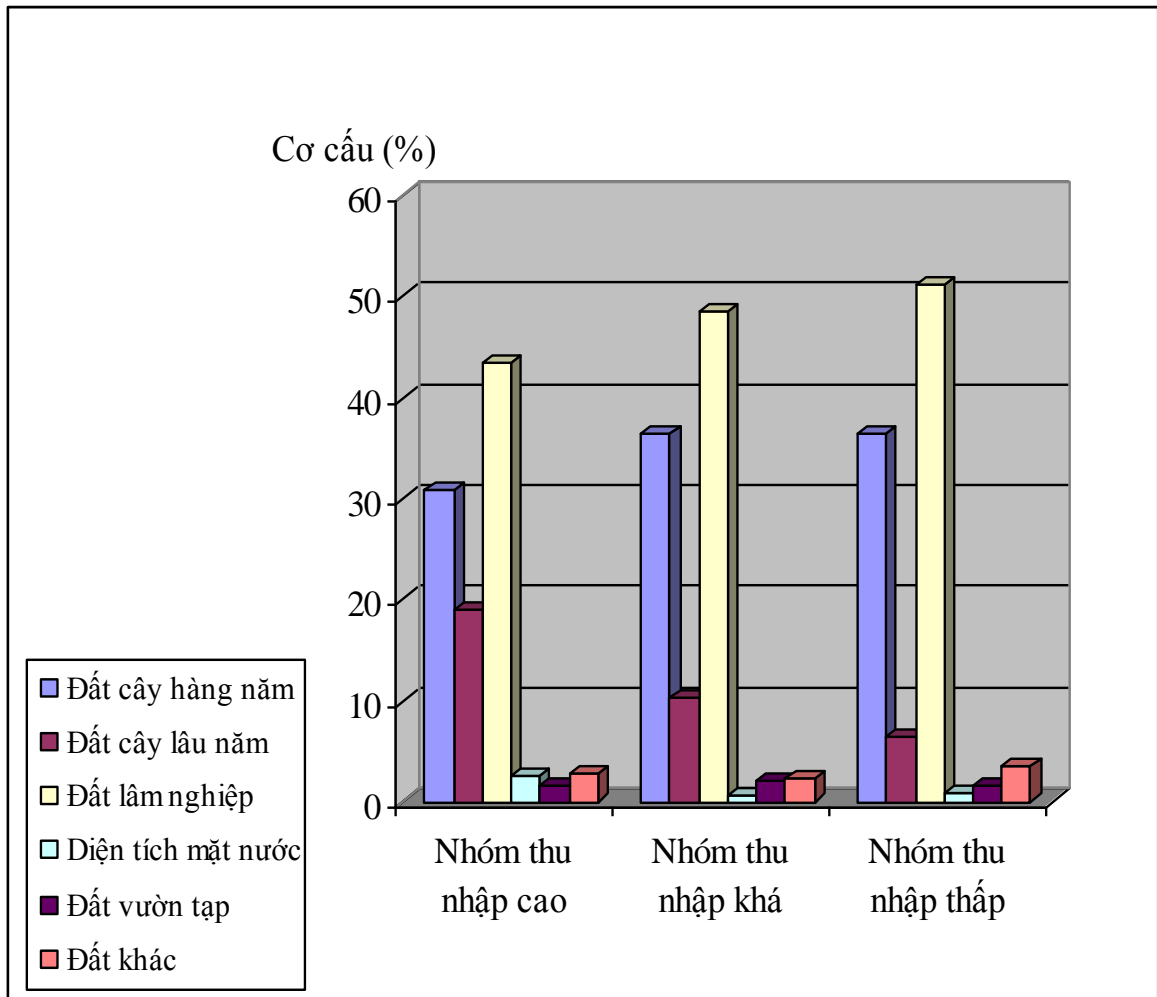 Cơ cấu (%)
60
50
40
30
20
10
0
Nhóm thu
nhập cao
Nhóm thu
nhập khá
Nhóm thu
nhập thấp
Đất cây hàng năm
Đất cây lâu năm
Đất lâm nghiệp
Diện tích mặt nước
Đất vườn tạp
Đất khác